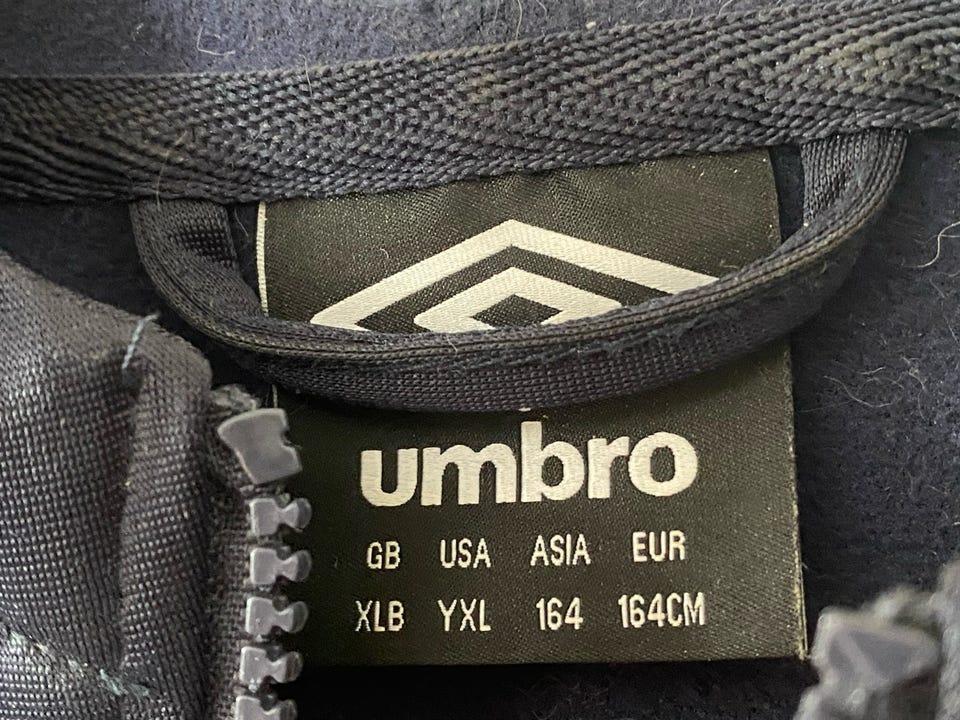 umbro
GB USA ASIA EUR
XLB YXL 164 164CM